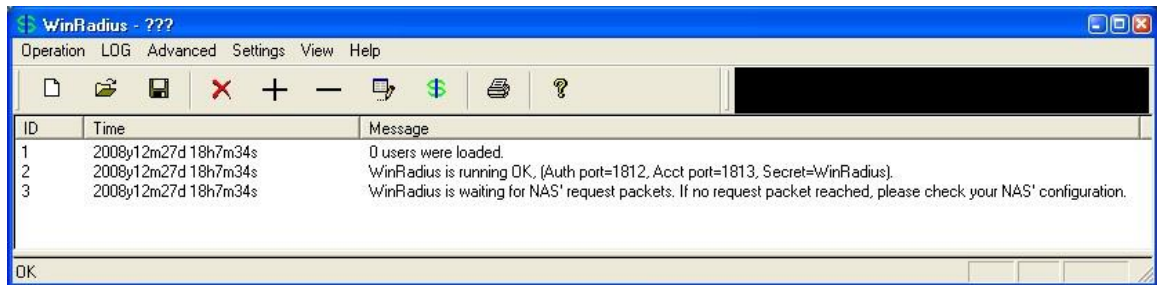 WinRadius - ???
Operation LOG Advanced Settings View Help
ID Time Message
1 2008y12m27d 18h7m34s 0 users were loaded.
2 2008y12m27d 18h7m34s WinRadius is running OK, (Auth port=1812, Acct port=1813, Secret=WinRadius).
3 2008y12m27d 18h7m34s WinRadius is waiting for NAS' request packets. If no request packet reached, please check your NAS' configuration.
OK